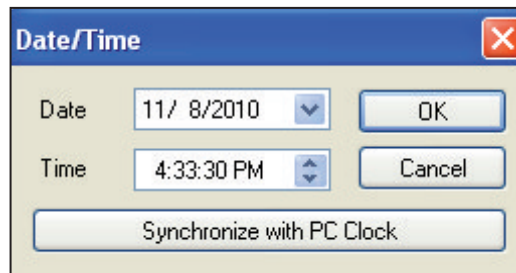 Date/Time
Date 11/ 8/2010 OK
Time 4:33:30 PM Cancel
Synchronize with PC Clock